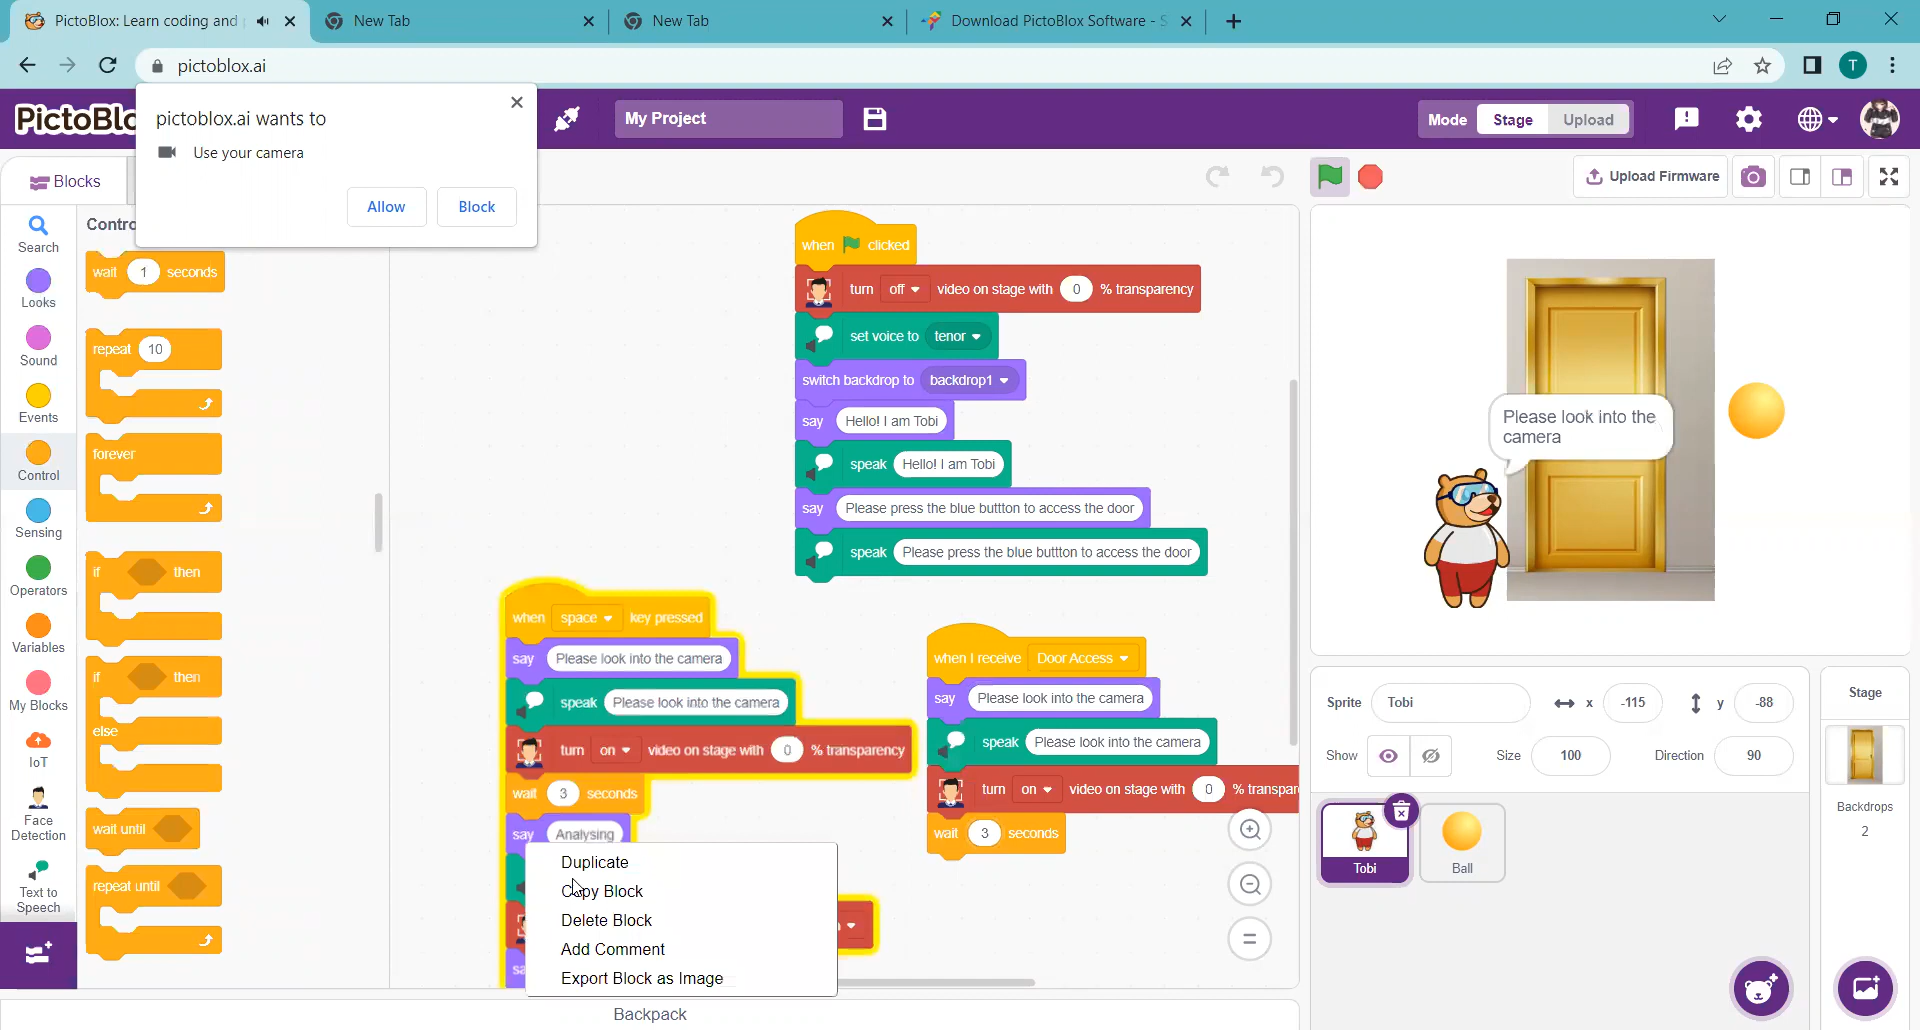 PictoBlox: Learn coding and
New Tab
New Tab
Download PictoBlox Software - S
pictoblox.ai
T
PictoBlo
pictoblox.ai wants to
Use your camera
Allow
Block
My Project
Mode
Stage
Upload
Blocks
Upload Firmware
Search
Looks
Sound
Events
Control
Sensing
Operators
Variables
My Blocks
IoT
Face
Detection
Text to
Speech
Contro
wait 1 seconds
repeat 10
forever
if then
if then
else
wait until
repeat until
when clicked
turn off video on stage with 0 % transparency
set voice to tenor
switch backdrop to backdrop1
say Hello! I am Tobi
speak Hello! I am Tobi
say Please press the blue buttton to access the door
speak Please press the blue buttton to access the door
when space key pressed
say Please look into the camera
speak Please look into the camera
turn on video on stage with 0 % transparency
wait 3 seconds
say Analysing
Duplicate
Copy Block
Delete Block
Add Comment
Export Block as Image
when I receive Door Access
say Please look into the camera
speak Please look into the camera
turn on video on stage with 0 % transparen
wait 3 seconds
Backpack
Please look into the
camera
Sprite Tobi x -115 y -88
Show Size 100 Direction 90
Tobi
Ball
Stage
Backdrops
2